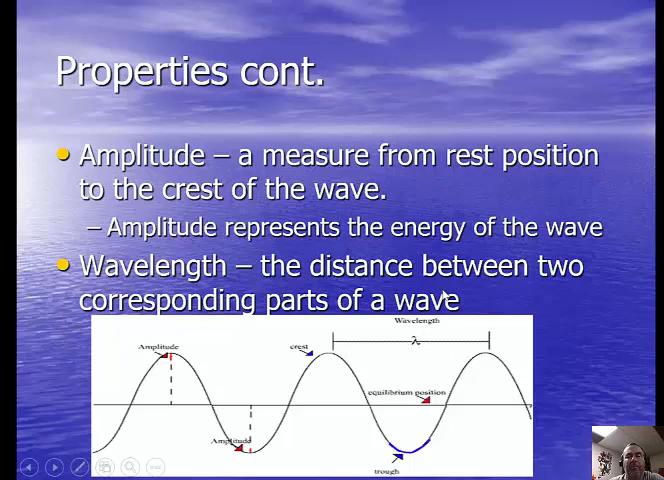 Properties cont.
Amplitude – a measure from rest position
to the crest of the wave.
– Amplitude represents the energy of the wave
Wavelength – the distance between two
corresponding parts of a wave
Wavelength
λ
Amplitude
crest
equilibrium position
Amplitude
trough